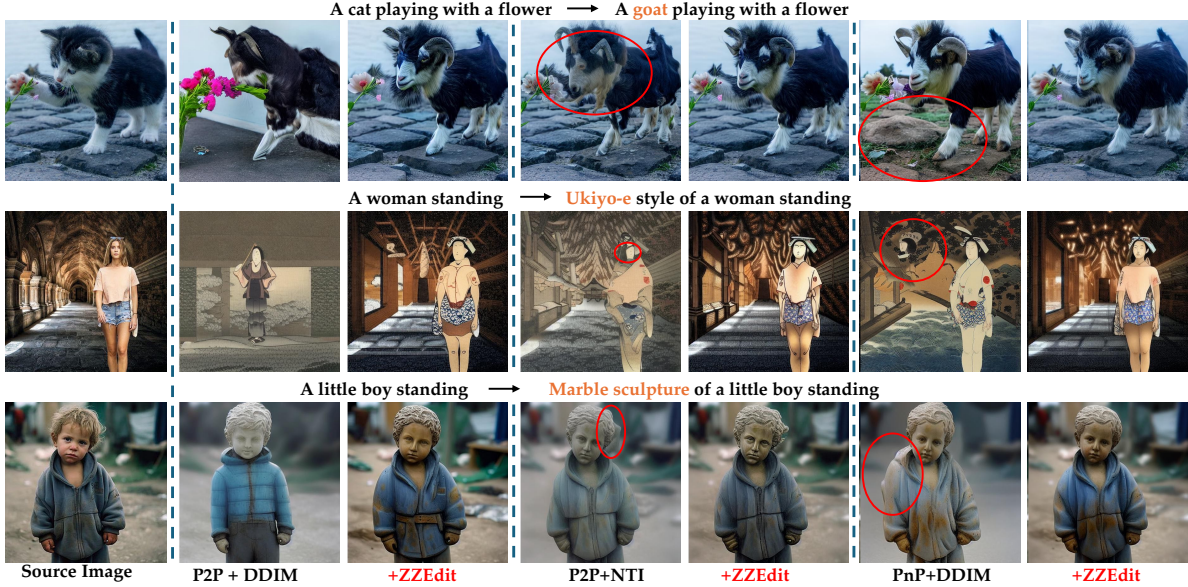 A cat playing with a flower → A goat playing with a flower
A woman standing → Ukiyo-e style of a woman standing
A little boy standing → Marble sculpture of a little boy standing
Source Image P2P + DDIM +ZZEdit P2P+NTI +ZZEdit PnP+DDIM +ZZEdit